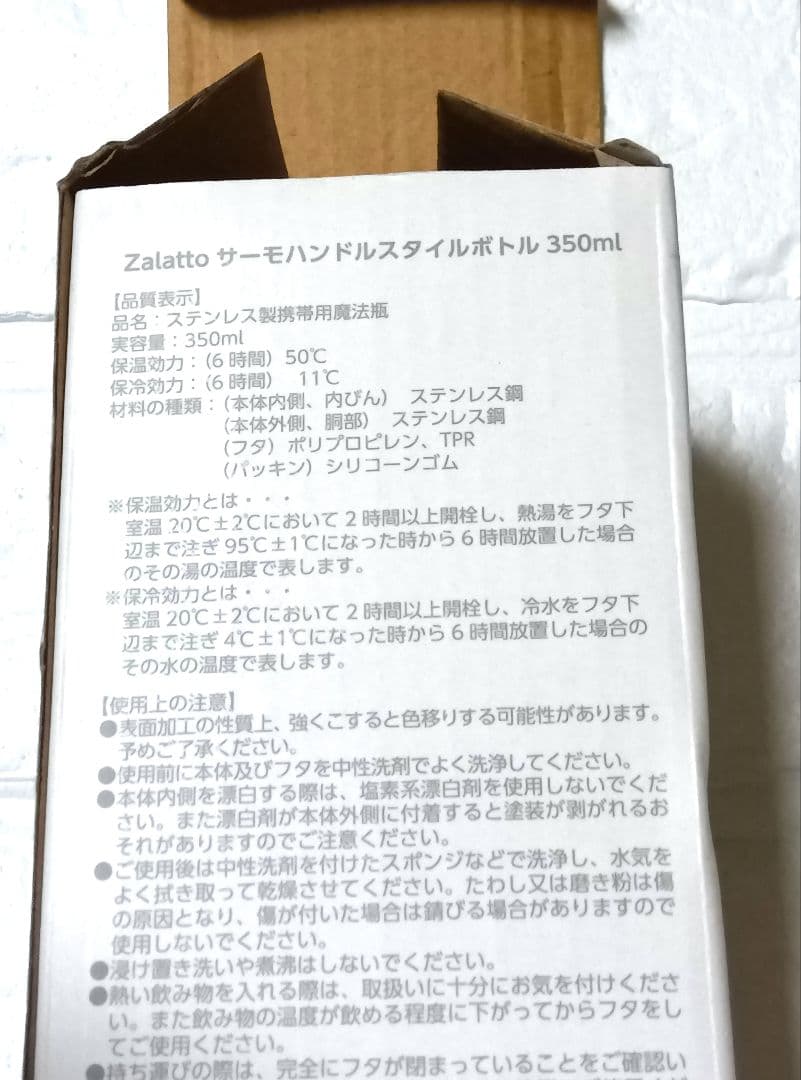 Zalatto サーモハンドルスタイルボトル 350ml
【品質表示】
品名：ステンレス製携帯用魔法瓶
実容量：350ml
保温効力：（6 時間） 50℃
保冷効力：（6 時間） 11℃
材料の種類：（本体内側、内びん） ステンレス鋼
（本体外側、胴部） ステンレス鋼
（フタ）ポリプロピレン、TPR
（パッキン）シリコーンゴム
※保温効力とは・・・
室温 20℃±2℃において 2 時間以上開栓し、熱湯をフタ下
辺まで注ぎ 95℃±1℃になった時から 6 時間放置した場合
のその湯の温度で表します。
※保冷効力とは・・・
室温 20℃±2℃において 2 時間以上開栓し、冷水をフタ下
辺まで注ぎ 4℃±1℃になった時から 6 時間放置した場合の
その水の温度で表します。
【使用上の注意】
●表面加工の性質上、強くこすると色移りする可能性があります。
予めご了承ください。
●使用前に本体及びフタを中性洗剤でよく洗浄してください。
●本体内側を漂白する際は、塩素系漂白剤を使用しないでくだ
さい。また漂白剤が本体外側に付着すると塗装が剥がれるお
それがありますのでご注意ください。
●ご使用後は中性洗剤を付けたスポンジなどで洗浄し、水気を
よく拭き取って乾燥させてください。たわし又は磨き粉は傷
の原因となり、傷が付いた場合は錆びる場合がありますので
使用しないでください。
●浸け置き洗いや煮沸はしないでください。
●熱い飲み物を入れる際は、取扱いに十分にお気を付けくださ
い。また飲み物の温度が飲める程度に下がってからフタをし
てご使用ください。
●持ち運びの際は、完全にフタが閉まっていることをご確認い